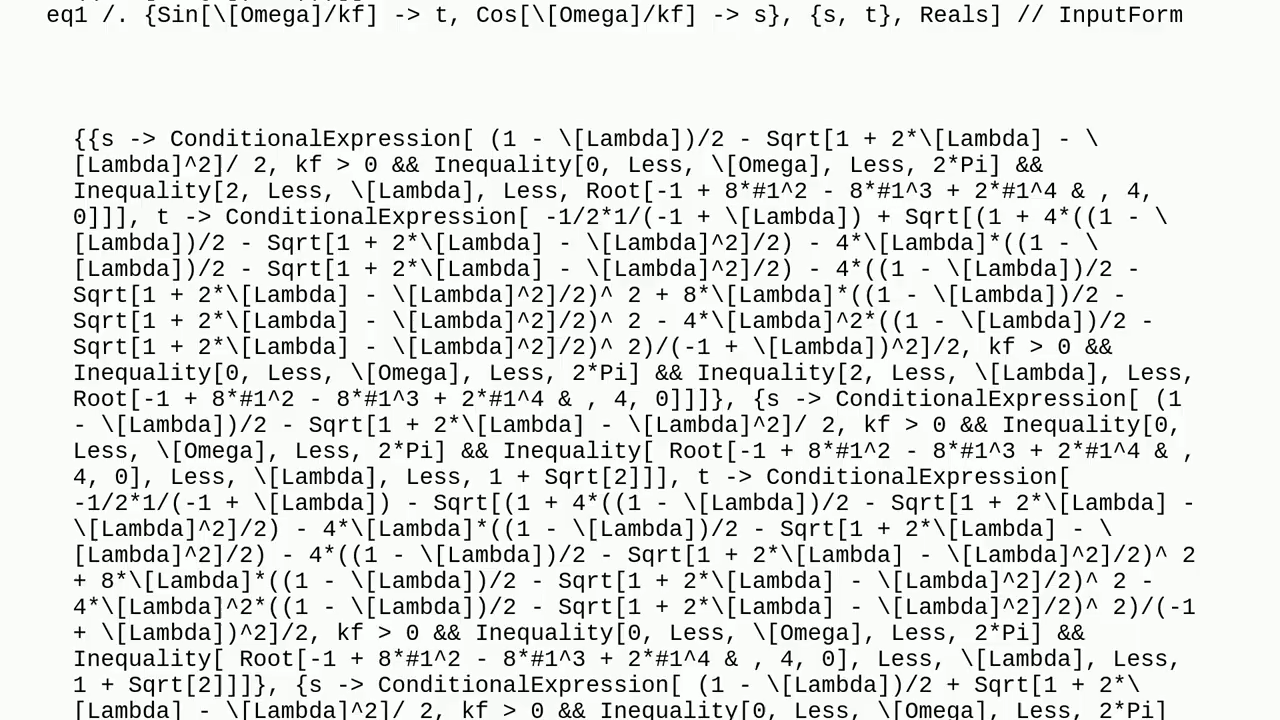 eq1 /. {Sin[\[Omega]/kf] -> t, Cos[\[Omega]/kf] -> s}, {s, t}, Reals] // InputForm
{{s -> ConditionalExpression[ (1 - \[Lambda])/2 - Sqrt[1 + 2*\[Lambda] - \
[Lambda]^2]/ 2, kf > 0 && Inequality[0, Less, \[Omega], Less, 2*Pi] &&
Inequality[2, Less, \[Lambda], Less, Root[-1 + 8*#1^2 - 8*#1^3 + 2*#1^4 & , 4,
0]]], t -> ConditionalExpression[ -1/2*1/(-1 + \[Lambda]) + Sqrt[(1 + 4*((1 - \
[Lambda])/2 - Sqrt[1 + 2*\[Lambda] - \[Lambda]^2]/2) - 4*\[Lambda]*((1 - \
[Lambda])/2 - Sqrt[1 + 2*\[Lambda] - \[Lambda]^2]/2) - 4*((1 - \[Lambda])/2 -
Sqrt[1 + 2*\[Lambda] - \[Lambda]^2]/2)^ 2 + 8*\[Lambda]*((1 - \[Lambda])/2 -
Sqrt[1 + 2*\[Lambda] - \[Lambda]^2]/2)^ 2 - 4*\[Lambda]^2*((1 - \[Lambda])/2 -
Sqrt[1 + 2*\[Lambda] - \[Lambda]^2]/2)^ 2)/(-1 + \[Lambda])^2]/2, kf > 0 &&
Inequality[0, Less, \[Omega], Less, 2*Pi] && Inequality[2, Less, \[Lambda], Less,
Root[-1 + 8*#1^2 - 8*#1^3 + 2*#1^4 & , 4, 0]]]}, {s -> ConditionalExpression[ (1
- \[Lambda])/2 - Sqrt[1 + 2*\[Lambda] - \[Lambda]^2]/ 2, kf > 0 && Inequality[0,
Less, \[Omega], Less, 2*Pi] && Inequality[ Root[-1 + 8*#1^2 - 8*#1^3 + 2*#1^4 & ,
4, 0], Less, \[Lambda], Less, 1 + Sqrt[2]]], t -> ConditionalExpression[
-1/2*1/(-1 + \[Lambda]) - Sqrt[(1 + 4*((1 - \[Lambda])/2 - Sqrt[1 + 2*\[Lambda] -
\[Lambda]^2]/2) - 4*\[Lambda]*((1 - \[Lambda])/2 - Sqrt[1 + 2*\[Lambda] - \
[Lambda]^2]/2) - 4*((1 - \[Lambda])/2 - Sqrt[1 + 2*\[Lambda] - \[Lambda]^2]/2)^ 2
+ 8*\[Lambda]*((1 - \[Lambda])/2 - Sqrt[1 + 2*\[Lambda] - \[Lambda]^2]/2)^ 2 -
4*\[Lambda]^2*((1 - \[Lambda])/2 - Sqrt[1 + 2*\[Lambda] - \[Lambda]^2]/2)^ 2)/(-1
+ \[Lambda])^2]/2, kf > 0 && Inequality[0, Less, \[Omega], Less, 2*Pi] &&
Inequality[ Root[-1 + 8*#1^2 - 8*#1^3 + 2*#1^4 & , 4, 0], Less, \[Lambda], Less,
1 + Sqrt[2]]]}, {s -> ConditionalExpression[ (1 - \[Lambda])/2 + Sqrt[1 + 2*\
[Lambda] - \[Lambda]^2]/ 2, kf > 0 && Inequality[0, Less, \[Omega], Less, 2*Pi]